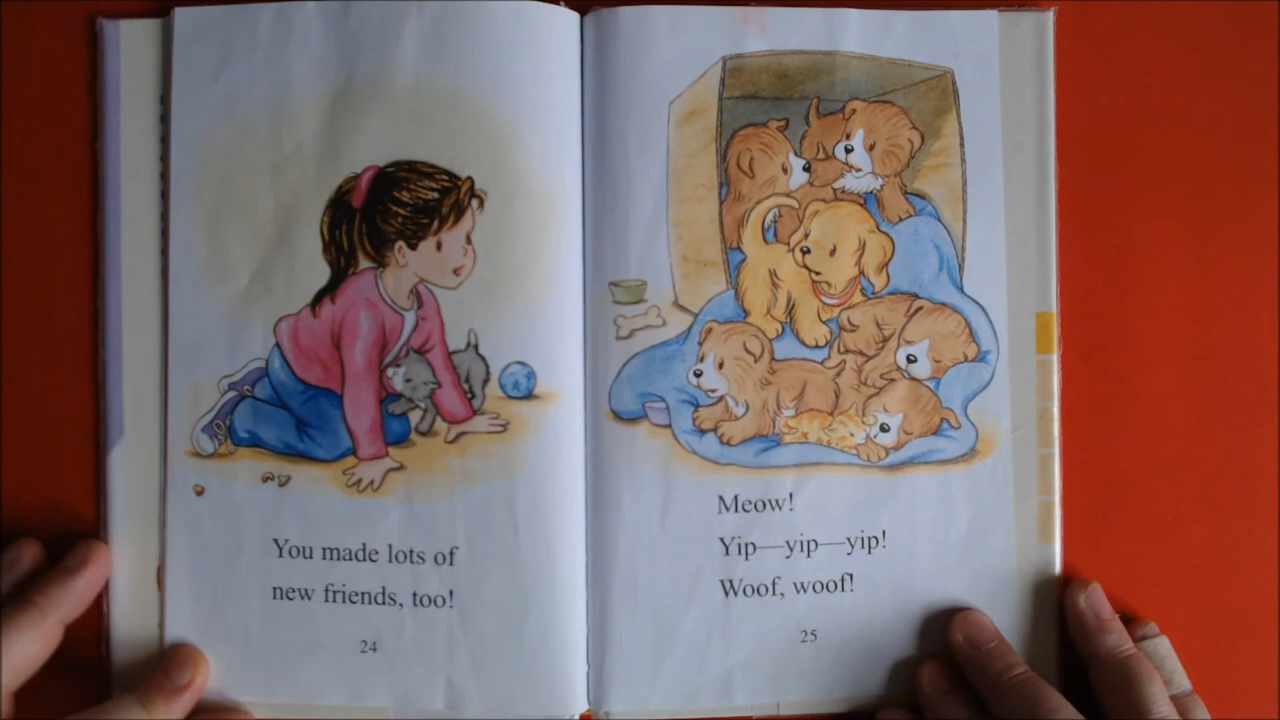 You made lots of
new friends, too!
24
Meow!
Yip—yip—yip!
Woof, woof!
25